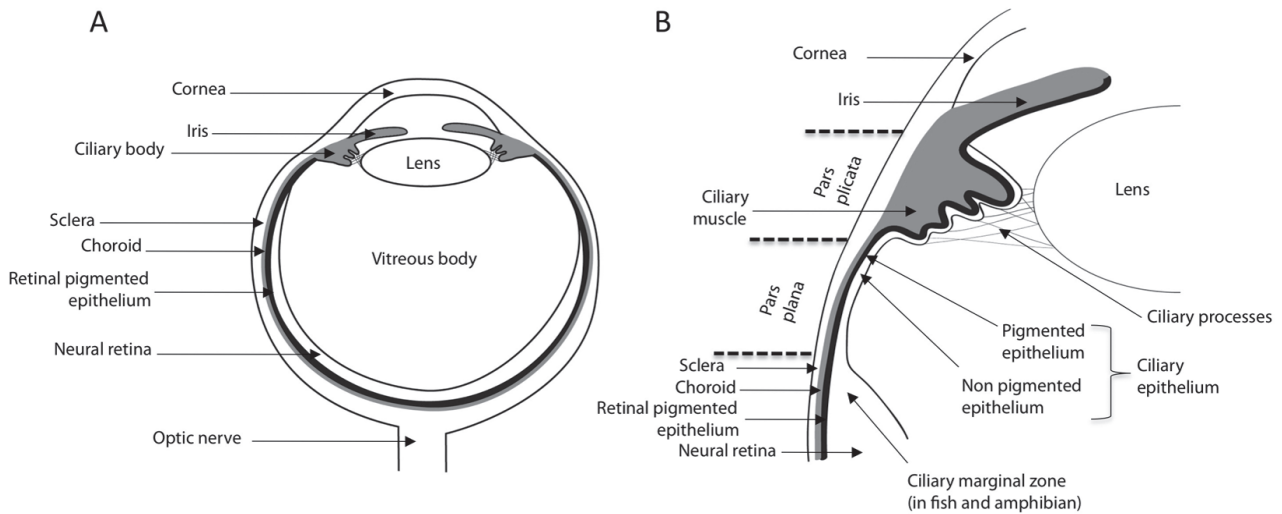 A
Cornea
Iris
Ciliary body
Lens
Sclera
Choroid
Vitreous body
Retinal pigmented
epithelium
Neural retina
Optic nerve
B
Cornea
Iris
Pars
plicata
Ciliary
muscle
Lens
Pars
plana
Ciliary processes
Pigmented
epithelium
Non pigmented
epithelium
Ciliary
epithelium
Sclera
Choroid
Retinal pigmented
epithelium
Neural retina
Ciliary marginal zone
(in fish and amphibian)